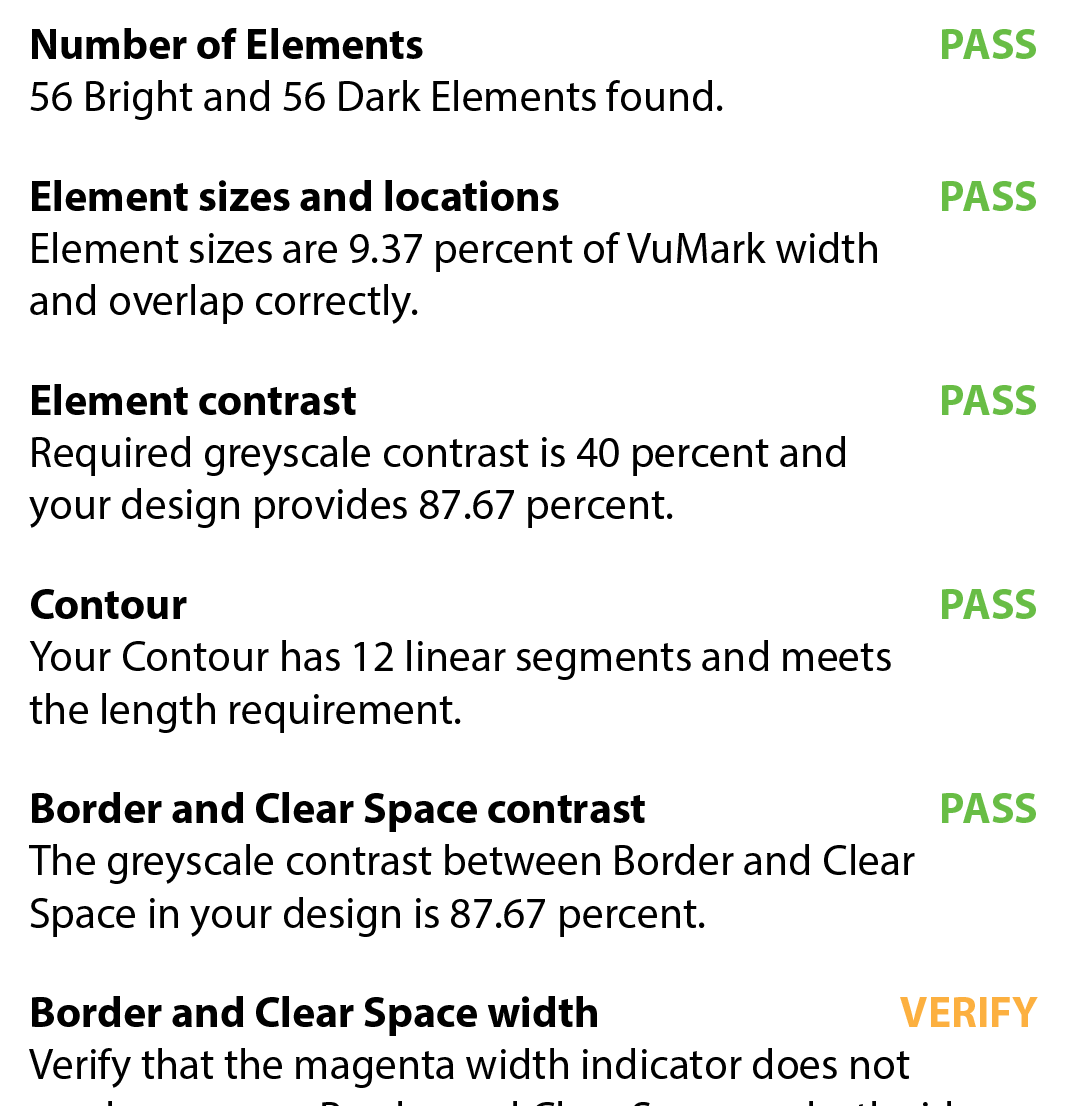 Number of Elements PASS
56 Bright and 56 Dark Elements found.
Element sizes and locations PASS
Element sizes are 9.37 percent of VuMark width
and overlap correctly.
Element contrast PASS
Required greyscale contrast is 40 percent and
your design provides 87.67 percent.
Contour PASS
Your Contour has 12 linear segments and meets
the length requirement.
Border and Clear Space contrast PASS
The greyscale contrast between Border and Clear
Space in your design is 87.67 percent.
Border and Clear Space width VERIFY
Verify that the magenta width indicator does not